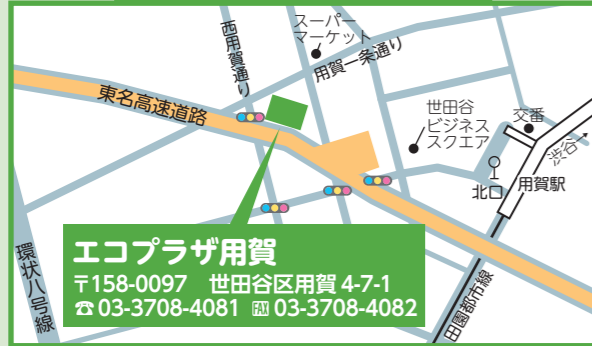 西用賀通り
スーパー
マーケット
用賀一条通り
東名高速道路
世田谷
ビジネス
スクエア
交番
渋谷
北口
用賀駅
環状八号線
田園都市線
エコプラザ用賀
〒158-0097 世田谷区用賀 4-7-1
☎ 03-3708-4081 FAX 03-3708-4082